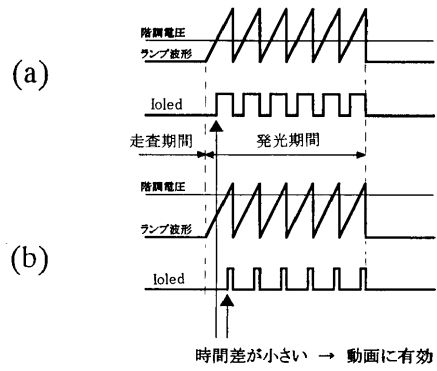 (a)
階調電圧
ランプ波形
Ioled
走査期間
発光期間
(b)
階調電圧
ランプ波形
Ioled
時間差が小さい → 動画に有効